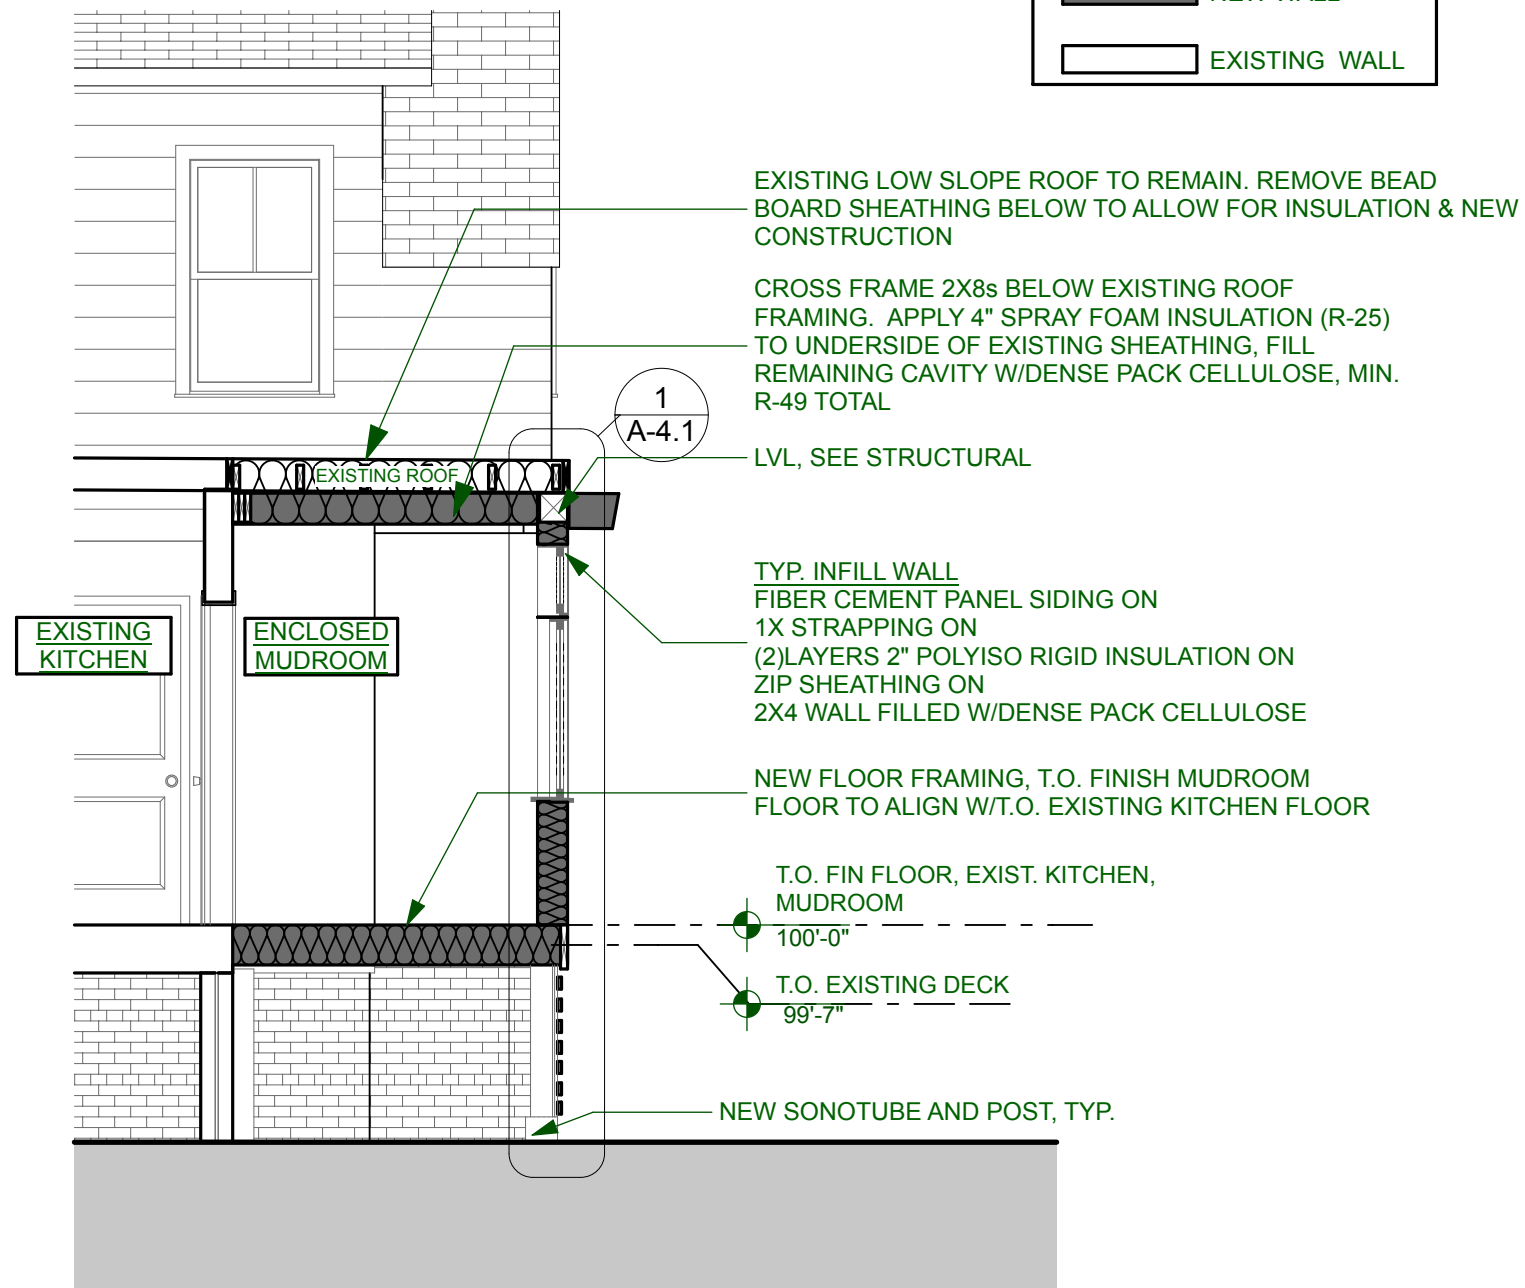 NEW WALL
EXISTING WALL
EXISTING LOW SLOPE ROOF TO REMAIN. REMOVE BEAD
BOARD SHEATHING BELOW TO ALLOW FOR INSULATION & NEW
CONSTRUCTION
CROSS FRAME 2X8s BELOW EXISTING ROOF
FRAMING. APPLY 4" SPRAY FOAM INSULATION (R-25)
TO UNDERSIDE OF EXISTING SHEATHING, FILL
REMAINING CAVITY W/DENSE PACK CELLULOSE, MIN.
R-49 TOTAL
1
A-4.1
LVL, SEE STRUCTURAL
EXISTING ROOF
TYP. INFILL WALL
FIBER CEMENT PANEL SIDING ON
1X STRAPPING ON
(2)LAYERS 2" POLYISO RIGID INSULATION ON
ZIP SHEATHING ON
2X4 WALL FILLED W/DENSE PACK CELLULOSE
EXISTING
KITCHEN
ENCLOSED
MUDROOM
NEW FLOOR FRAMING, T.O. FINISH MUDROOM
FLOOR TO ALIGN W/T.O. EXISTING KITCHEN FLOOR
T.O. FIN FLOOR, EXIST. KITCHEN,
MUDROOM
100'-0"
T.O. EXISTING DECK
99'-7"
NEW SONOTUBE AND POST, TYP.